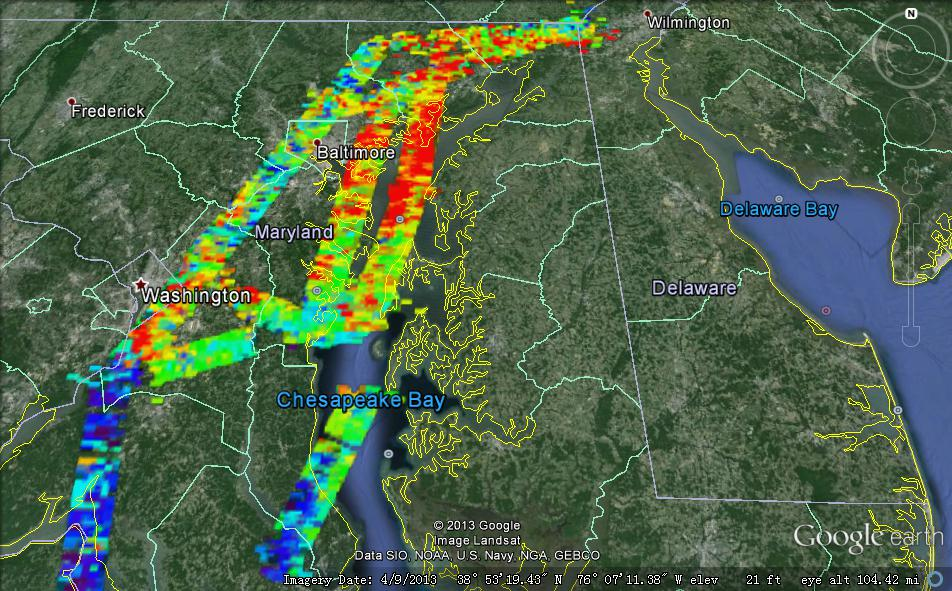 N
Wilmington
Frederick
Baltimore
Delaware Bay
Maryland
Washington
Delaware
Chesapeake Bay
© 2013 Google
Image Landsat
Data SIO, NOAA, U.S. Navy, NGA, GEBCO
Google earth
Imagery Date: 4/9/2013 38° 53'19.43" N 76° 07'11.38" W elev 21 ft eye alt 104.42 mi